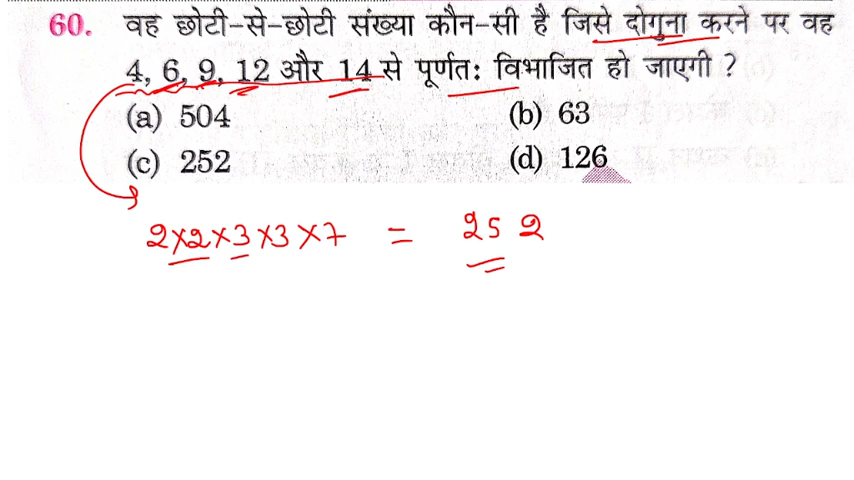 60. वह छोटी-से-छोटी संख्या कौन-सी है जिसे दोगुना करने पर वह
4, 6, 9, 12 और 14 से पूर्णतः विभाजित हो जाएगी ?
(a) 504 (b) 63
(c) 252 (d) 126
2×2×3×3×7 = 252